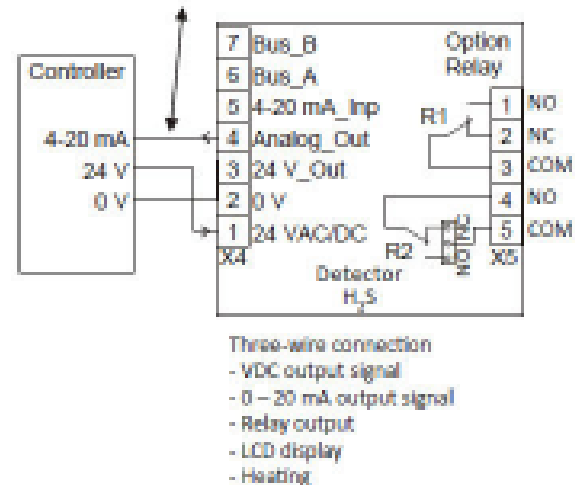 Controller
4-20 mA
24 V
0 V
7 Bus_B
6 Bus_A
5 4-20 mA_Inp
4 Analog_Out
3 24 V_Out
2 0 V
1 24 VAC/DC
X4
Option
Relay
R1
1 NO
2 NC
3 COM
4 NO
5 COM
R2
NO NC
X5
Detector
H2S
Three-wire connection
- VDC output signal
- 0 – 20 mA output signal
- Relay output
- LCD display
- Heating